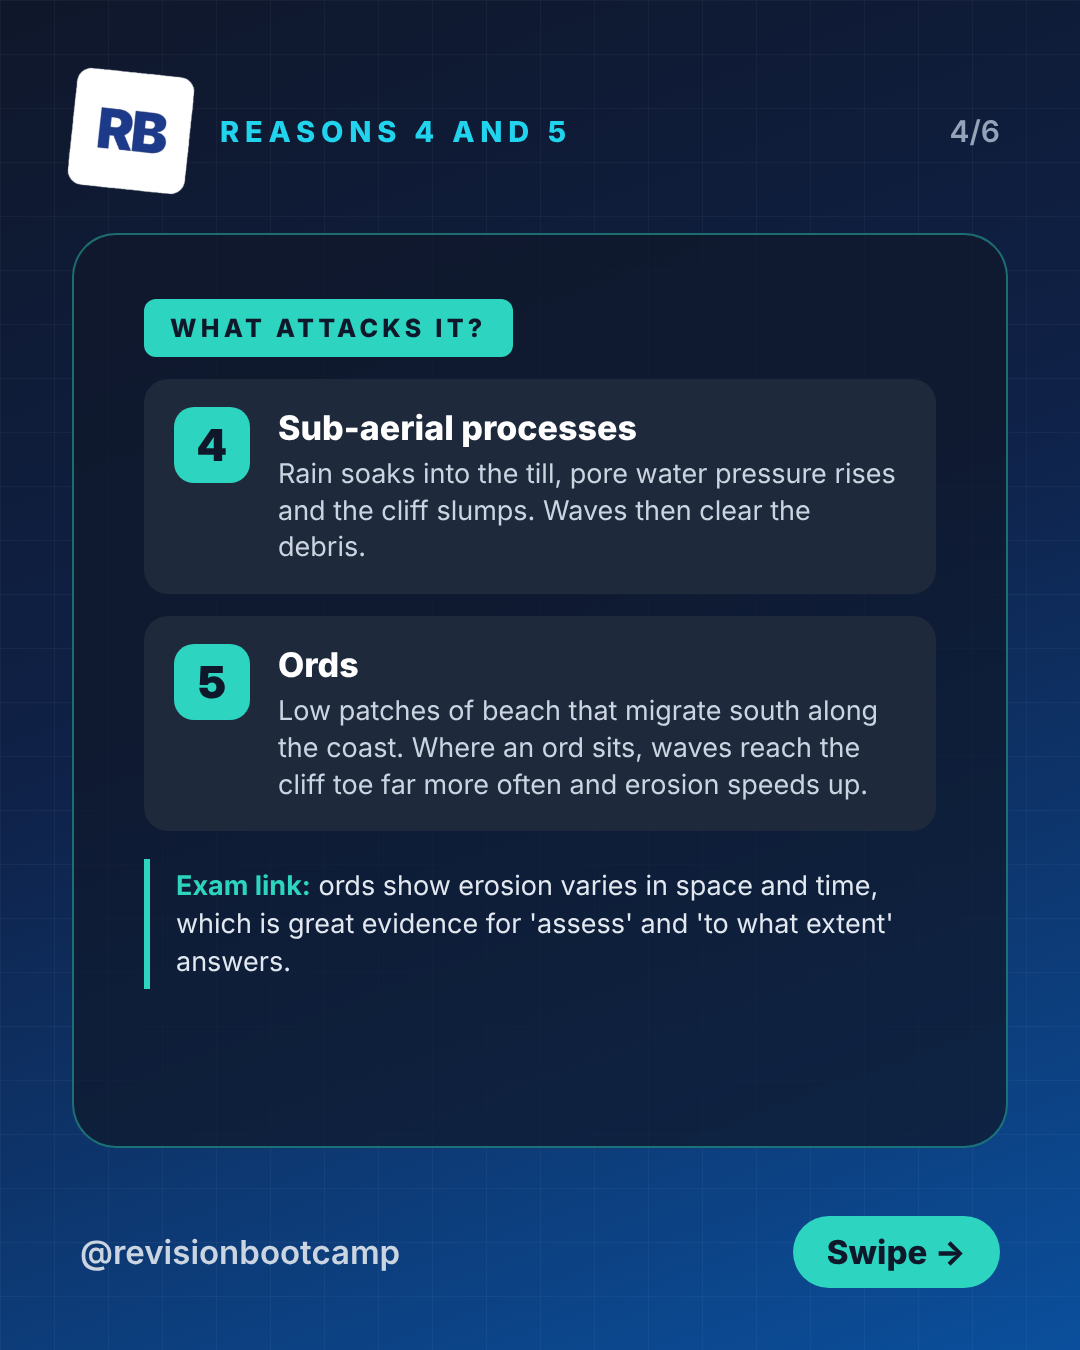 RB
REASONS 4 AND 5
4/6
WHAT ATTACKS IT?
4
Sub-aerial processes
Rain soaks into the till, pore water pressure rises
and the cliff slumps. Waves then clear the
debris.
5
Ords
Low patches of beach that migrate south along
the coast. Where an ord sits, waves reach the
cliff toe far more often and erosion speeds up.
Exam link: ords show erosion varies in space and time,
which is great evidence for 'assess' and 'to what extent'
answers.
@revisionbootcamp
Swipe →